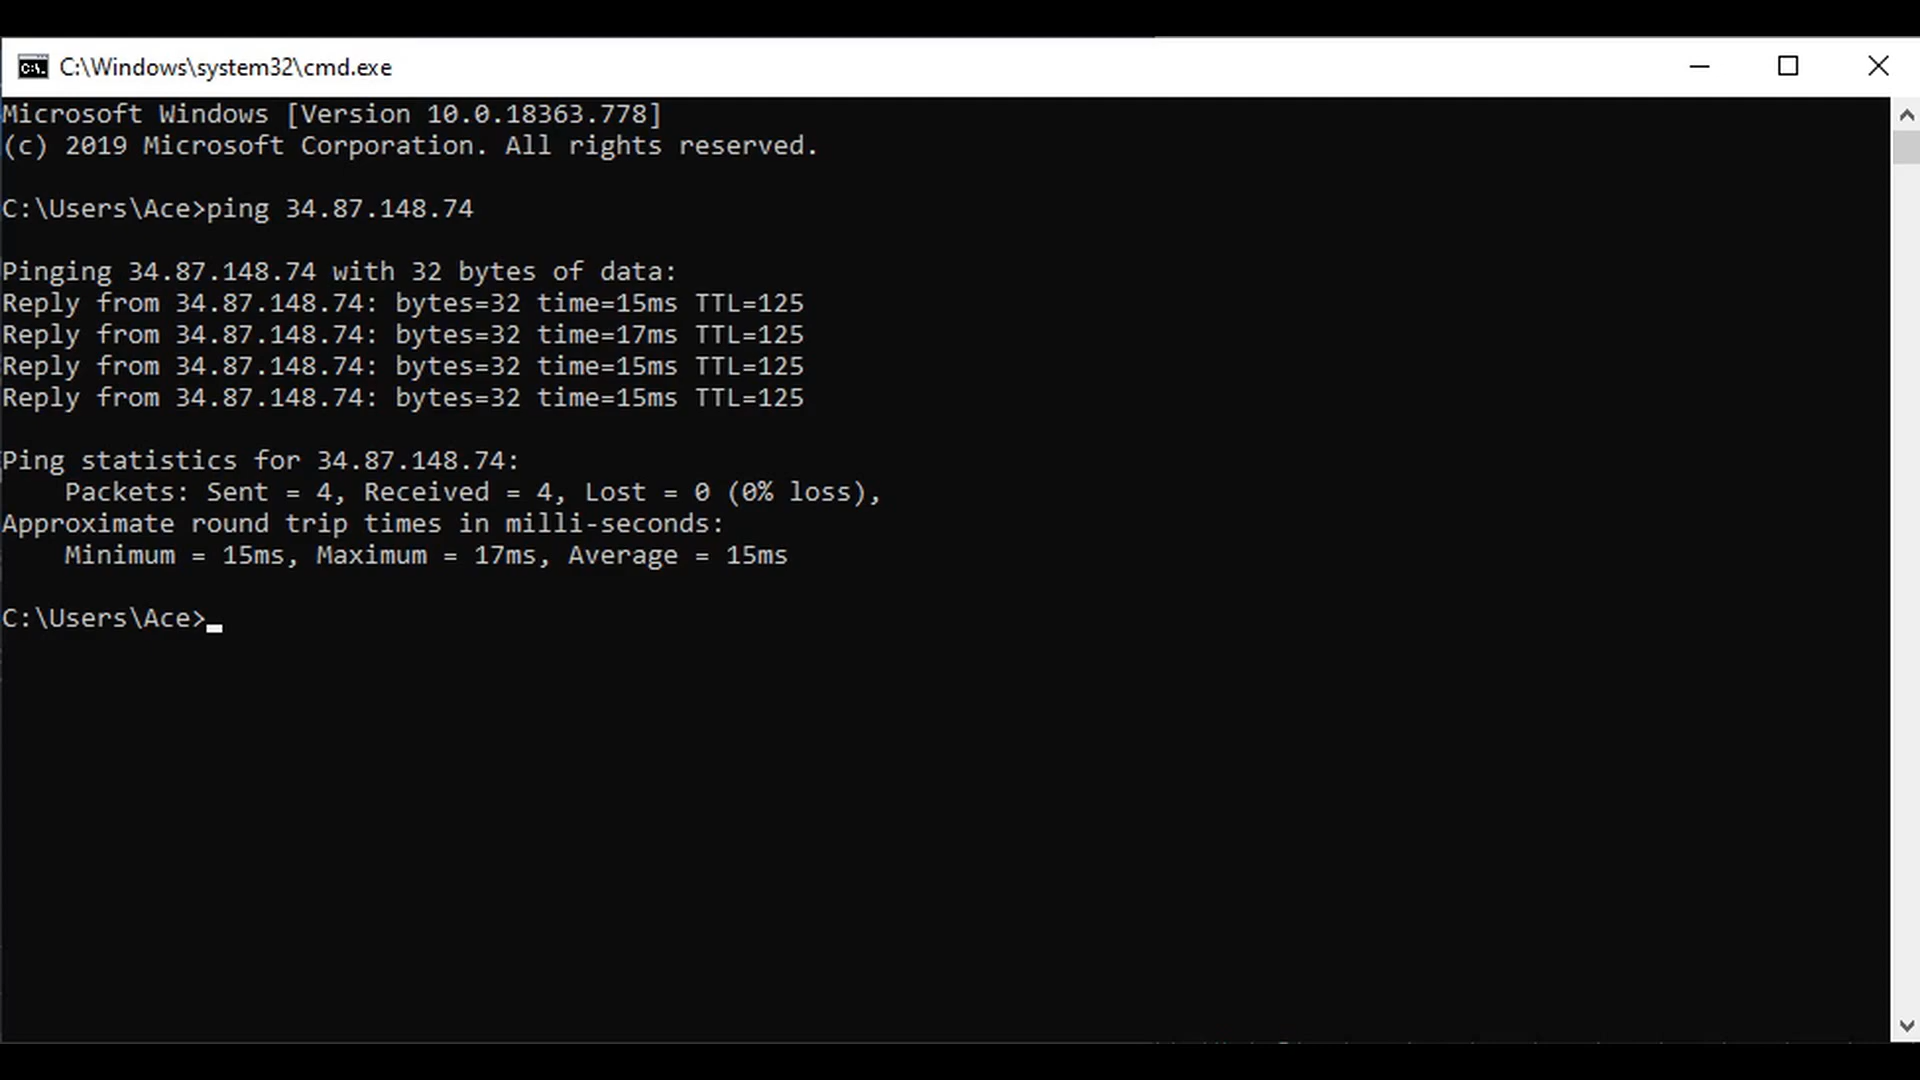 C:\Windows\system32\cmd.exe
Microsoft Windows [Version 10.0.18363.778]
(c) 2019 Microsoft Corporation. All rights reserved.
C:\Users\Ace>ping 34.87.148.74
Pinging 34.87.148.74 with 32 bytes of data:
Reply from 34.87.148.74: bytes=32 time=15ms TTL=125
Reply from 34.87.148.74: bytes=32 time=17ms TTL=125
Reply from 34.87.148.74: bytes=32 time=15ms TTL=125
Reply from 34.87.148.74: bytes=32 time=15ms TTL=125
Ping statistics for 34.87.148.74:
    Packets: Sent = 4, Received = 4, Lost = 0 (0% loss),
Approximate round trip times in milli-seconds:
    Minimum = 15ms, Maximum = 17ms, Average = 15ms
C:\Users\Ace>